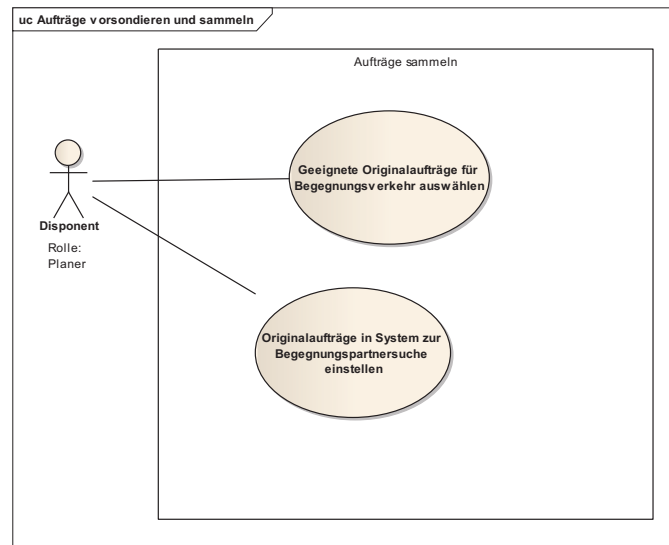 uc Aufträge vorsondieren und sammeln
Aufträge sammeln
Geeignete Originalaufträge für
Begegnungsverkehr auswählen
Disponent
Rolle:
Planer
Originalaufträge in System zur
Begegnungspartnersuche
einstellen